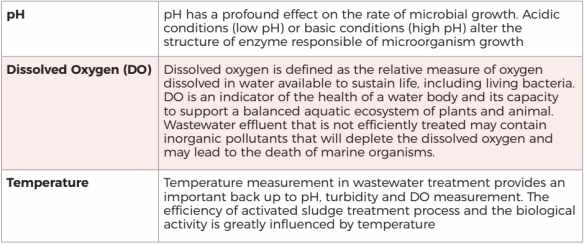 pH
pH has a profound effect on the rate of microbial growth. Acidic
conditions (low pH) or basic conditions (high pH) alter the
structure of enzyme responsible of microorganism growth
Dissolved Oxygen (DO)
Dissolved oxygen is defined as the relative measure of oxygen
dissolved in water available to sustain life, including living bacteria.
DO is an indicator of the health of a water body and its capacity
to support a balanced aquatic ecosystem of plants and animal.
Wastewater effluent that is not efficiently treated may contain
inorganic pollutants that will deplete the dissolved oxygen and
may lead to the death of marine organisms.
Temperature
Temperature measurement in wastewater treatment provides an
important back up to pH, turbidity and DO measurement. The
efficiency of activated sludge treatment process and the biological
activity is greatly influenced by temperature